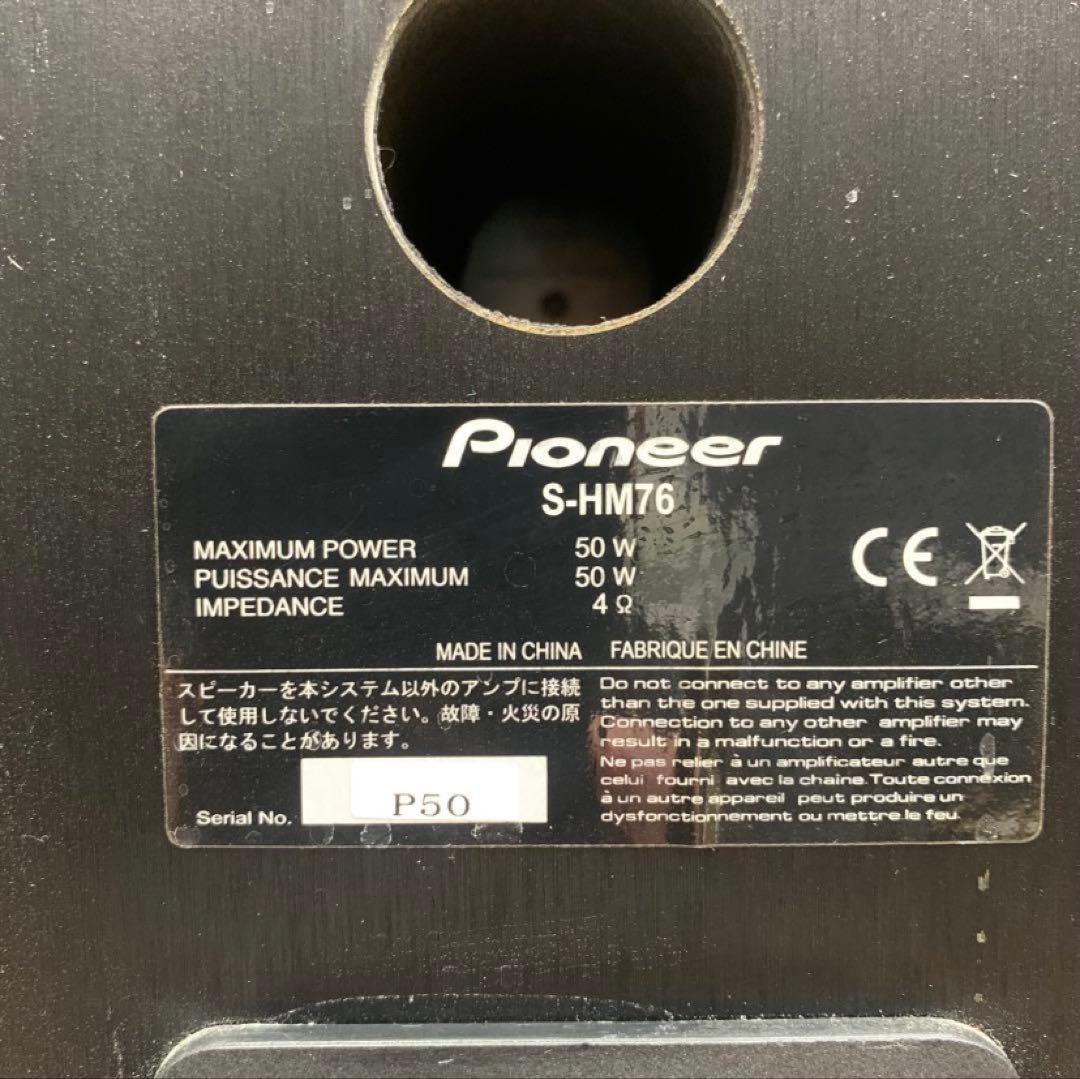 Pioneer
S-HM76
MAXIMUM POWER 50 W
PUISSANCE MAXIMUM 50 W
IMPEDANCE 4 Ω
CE
MADE IN CHINA FABRIQUE EN CHINE
スピーカーを本システム以外のアンプに接続
して使用しないでください。故障・火災の原
因になることがあります。
Serial No. P50
Do not connect to any amplifier other
than the one supplied with this system.
Connection to any other amplifier may
result in a malfunction or a fire.
Ne pas relier à un amplificateur autre que
celui fourni avec la chaine. Toute connexion
à un autre appareil peut produire un
dysfonctionnement ou mettre le feu.